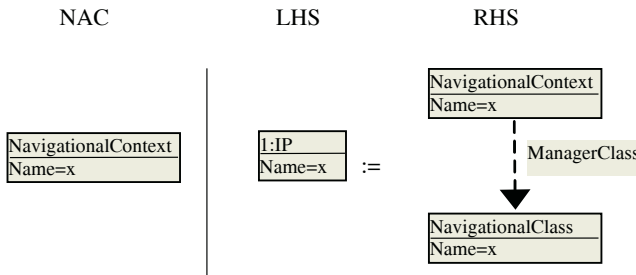 NAC
LHS
RHS
NavigationalContext
Name=x
1:IP
Name=x
:=
NavigationalContext
Name=x
ManagerClass
NavigationalClass
Name=x